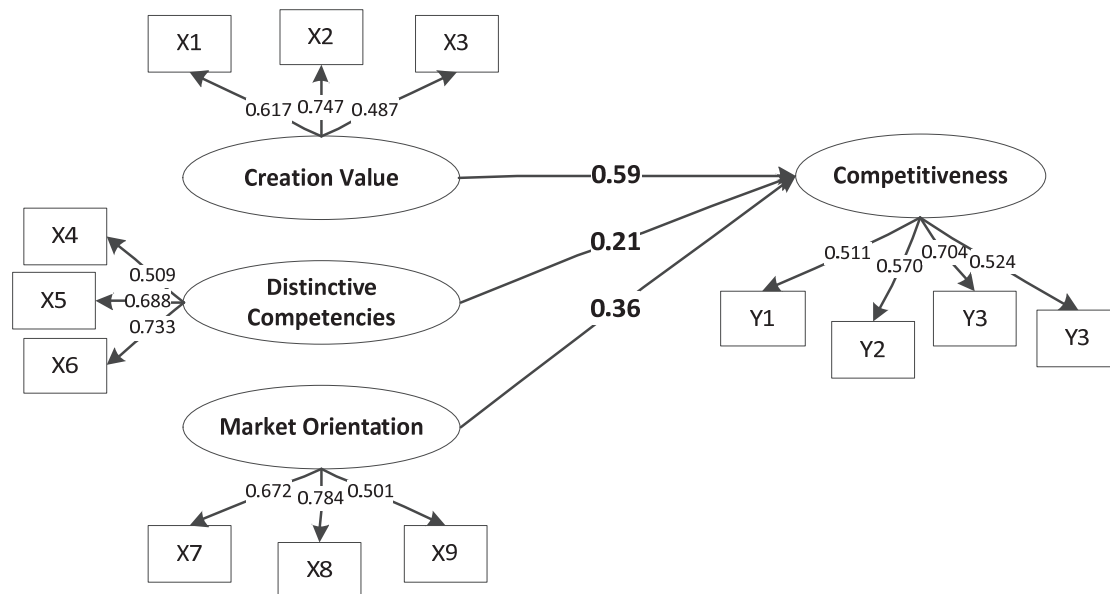 X1
X2
X3
0.617
0.747
0.487
Creation Value
0.59
Competitiveness
X4
X5
X6
0.509
0.688
0.733
Distinctive
Competencies
0.21
0.36
0.511
0.570
0.704
0.524
Y1
Y2
Y3
Y3
Market Orientation
0.672
0.784
0.501
X7
X8
X9